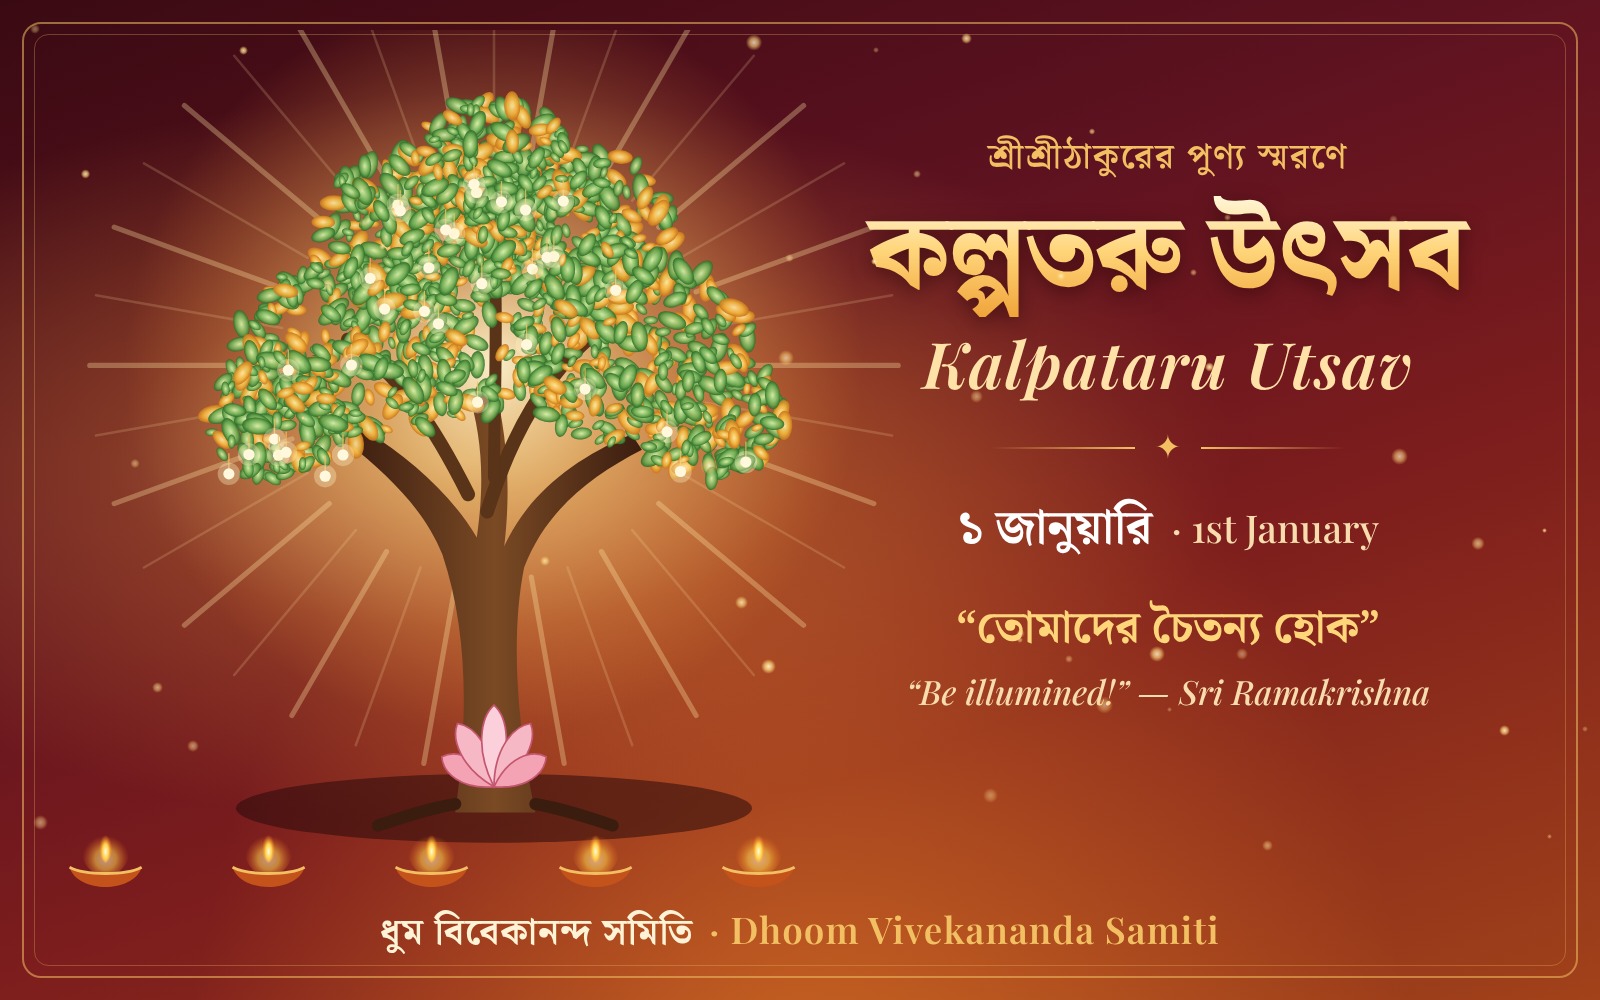 শ্রীশ্রীঠাকুরের পুণ্য স্মরণে
কল্পতরু উৎসব
Kalpataru Utsav
১ জানুয়ারি · 1st January
“তোমাদের চৈতন্য হোক”
“Be illumined!” — Sri Ramakrishna
ধুম বিবেকানন্দ সমিতি · Dhoom Vivekananda Samiti